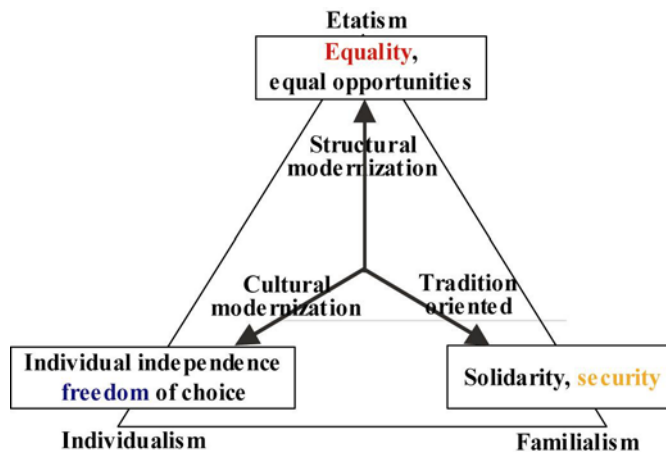 Etatism
Equality,
equal opportunities
Structural
modernization
Cultural
modernization
Tradition
oriented
Individual independence
freedom of choice
Solidarity, security
Individualism
Familialism